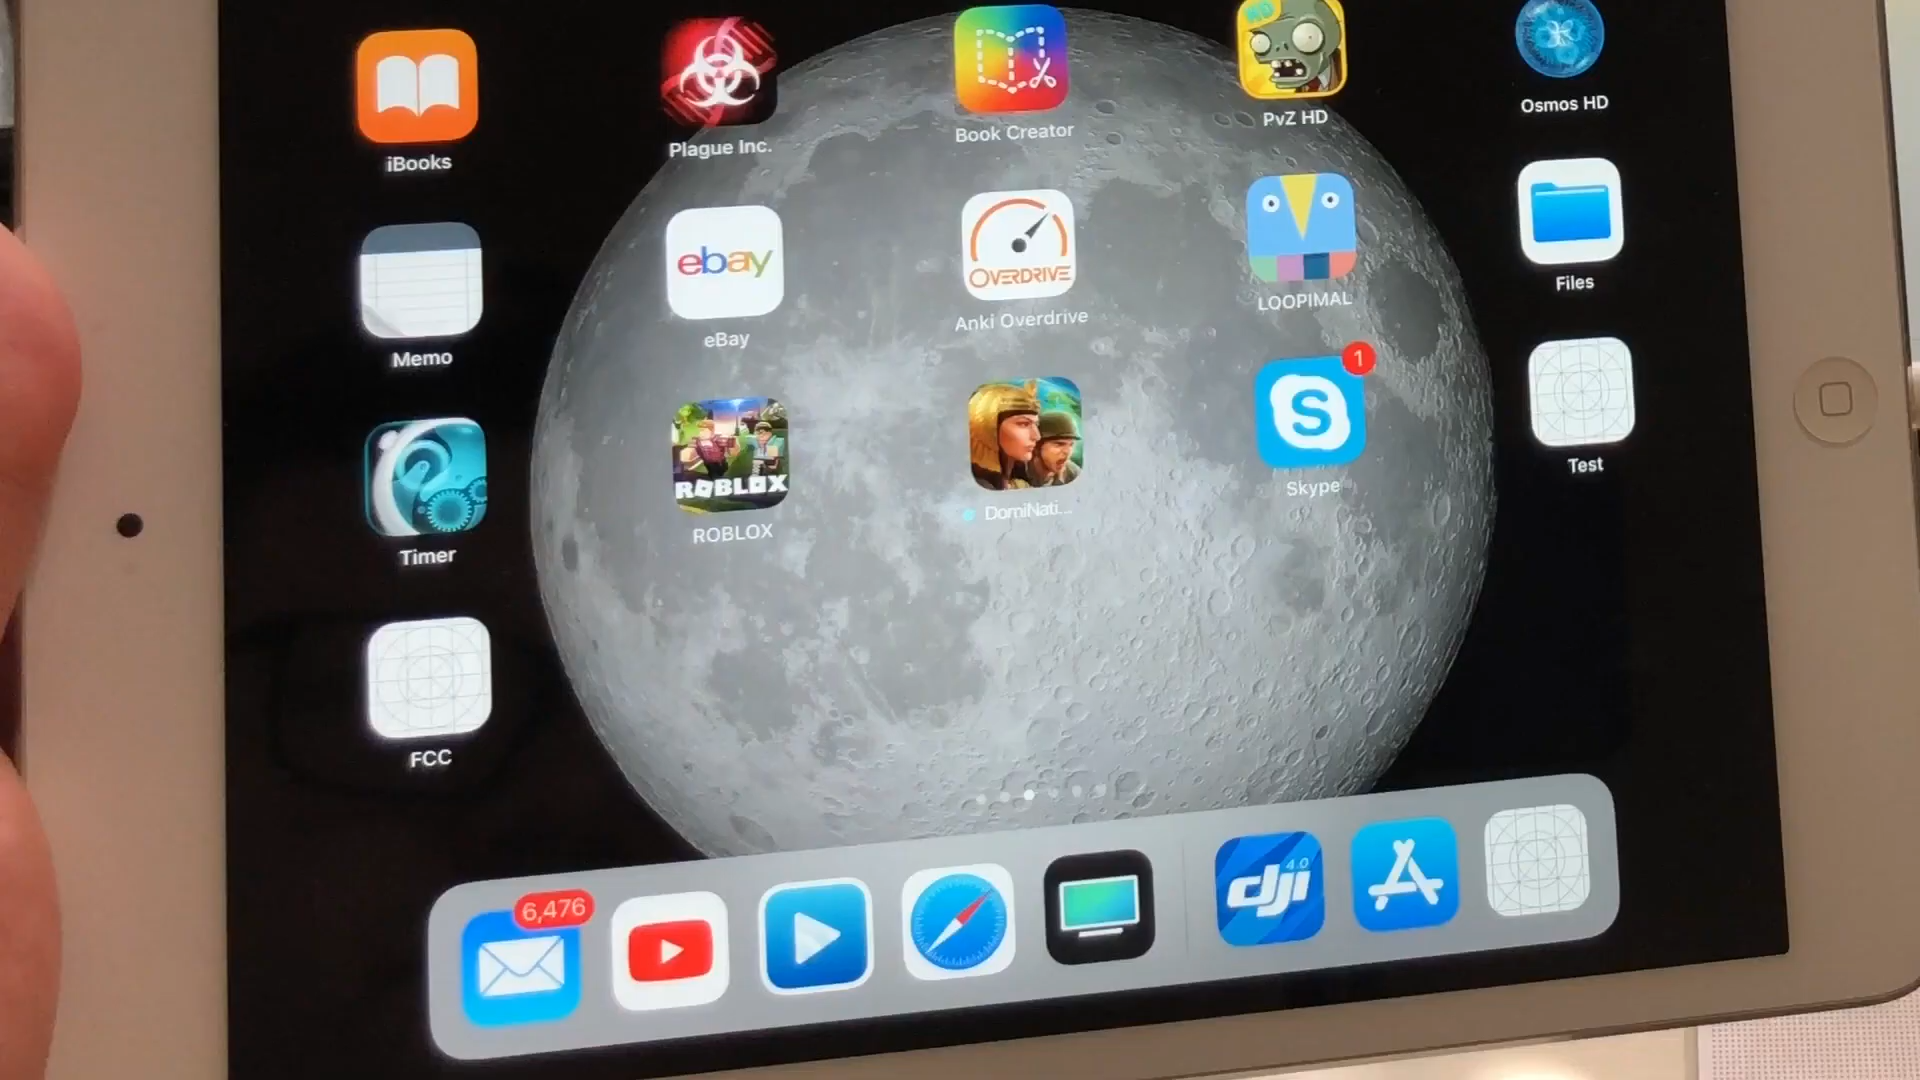 HD
iBooks
Plague Inc.
Book Creator
PvZ HD
Osmos HD
ebay
OVERDRIVE
Memo
eBay
Anki Overdrive
LOOPIMAL
Files
1
S
ROBLOX
Timer
ROBLOX
DomiNati...
Skype
Test
FCC
6,476
dji 4.0